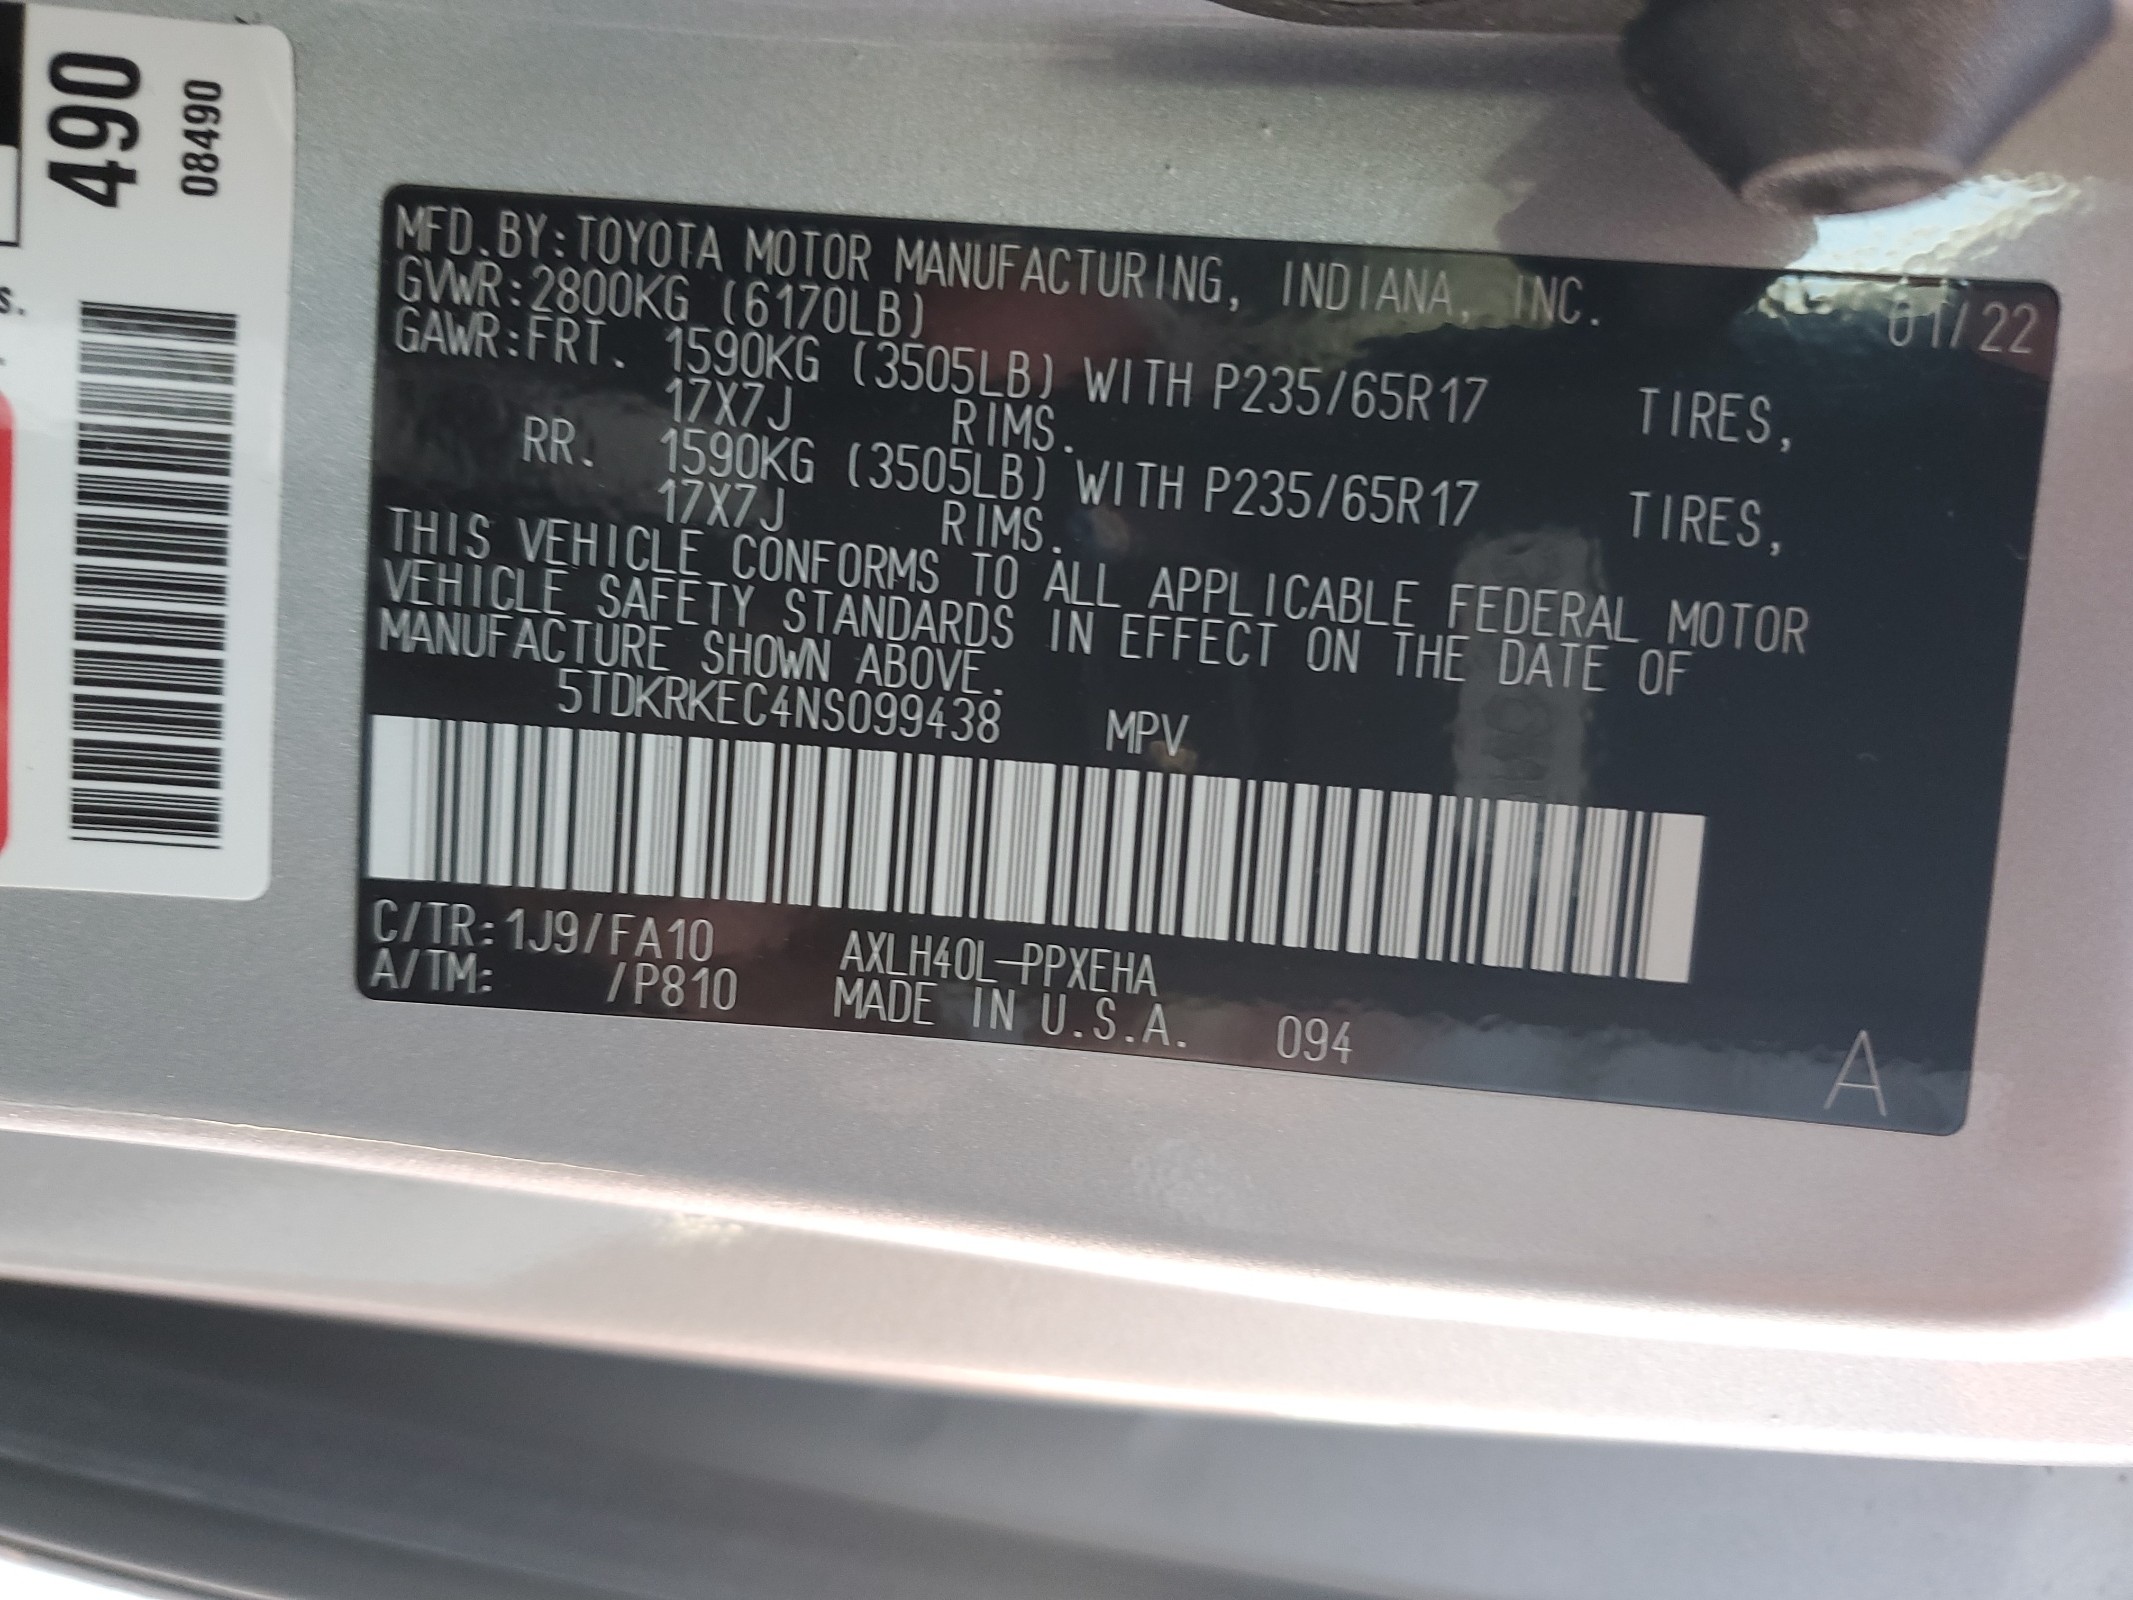 490
08490
s.
MFD.BY:TOYOTA MOTOR MANUFACTURING, INDIANA, INC. 01/22
GVWR:2800KG (6170LB)
GAWR:FRT. 1590KG (3505LB) WITH P235/65R17 TIRES,
17X7J RIMS.
RR. 1590KG (3505LB) WITH P235/65R17 TIRES,
17X7J RIMS.
THIS VEHICLE CONFORMS TO ALL APPLICABLE FEDERAL MOTOR
VEHICLE SAFETY STANDARDS IN EFFECT ON THE DATE OF
MANUFACTURE SHOWN ABOVE.
5TDKRKEC4NS099438 MPV
C/TR:1J9/FA10 AXLH40L-PPXEHA
A/TM: /P810 MADE IN U.S.A. 094
A